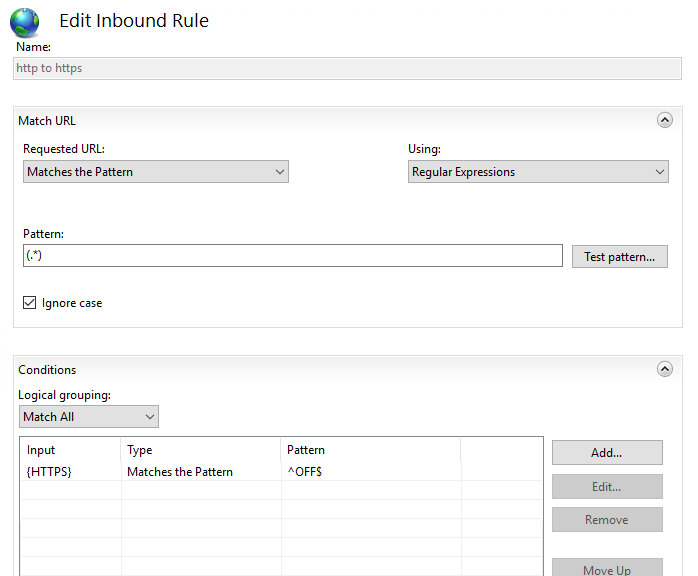 Edit Inbound Rule
Name:
http to https
Match URL
Requested URL:
Using:
Matches the Pattern
Regular Expressions
Pattern:
(.*)
Test pattern...
Ignore case
Conditions
Logical grouping:
Match All
Input Type Pattern
{HTTPS} Matches the Pattern ^OFF$
Add...
Edit...
Remove
Move Up